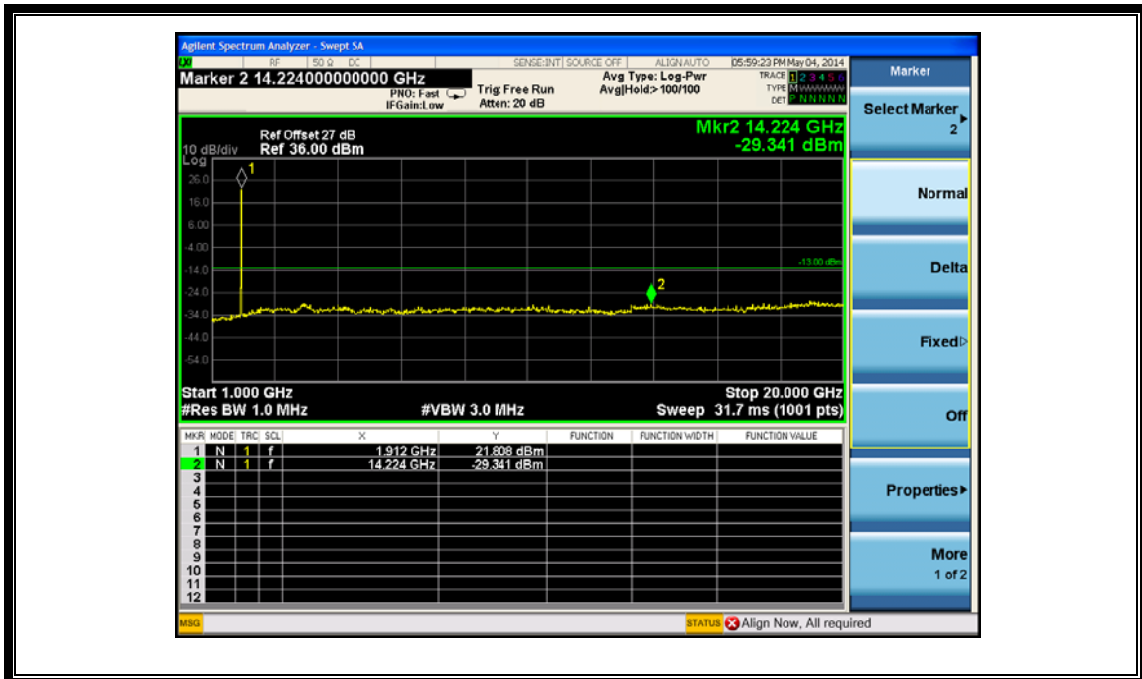 Agilent Spectrum Analyzer - Swept SA
LXI RF 50 Ω DC SENSE:INT SOURCE OFF ALIGN AUTO 05:59:23 PM May 04, 2014
Marker 2 14.224000000000 GHz
PNO: Fast
IFGain:Low
Trig: Free Run
Atten: 20 dB
Avg Type: Log-Pwr
Avg|Hold:>100/100
TRACE 1 2 3 4 5 6
TYPE M WWWWW
DET P N N N N N
Mkr2 14.224 GHz
-29.341 dBm
Ref Offset 27 dB
10 dB/div Ref 36.00 dBm
Log
26.0
16.0
6.00
-4.00
-14.0
-24.0
-34.0
-44.0
-54.0
1
2
-13.00 dBm
Start 1.000 GHz Stop 20.000 GHz
#Res BW 1.0 MHz #VBW 3.0 MHz Sweep 31.7 ms (1001 pts)
MKR MODE TRC SCL X Y FUNCTION FUNCTION WIDTH FUNCTION VALUE
1 N 1 f 1.912 GHz 21.808 dBm
2 N 1 f 14.224 GHz -29.341 dBm
3
4
5
6
7
8
9
10
11
12
MSG STATUS Align Now, All required
Marker
Select Marker
2
Normal
Delta
Fixed
Off
Properties
More
1 of 2